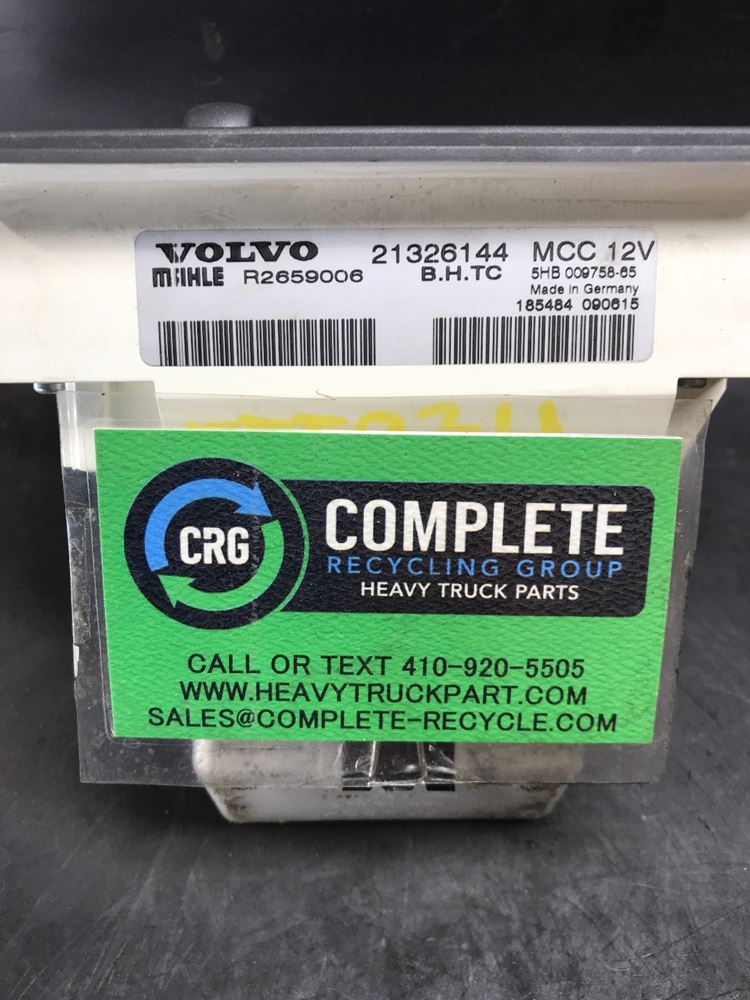 VOLVO 21326144 MCC 12V
MAHLE R2659006 B.H.TC 5HB 009758-65
Made in Germany
185484 090615
CRG
COMPLETE
RECYCLING GROUP
HEAVY TRUCK PARTS
CALL OR TEXT 410-920-5505
WWW.HEAVYTRUCKPART.COM
SALES@COMPLETE-RECYCLE.COM